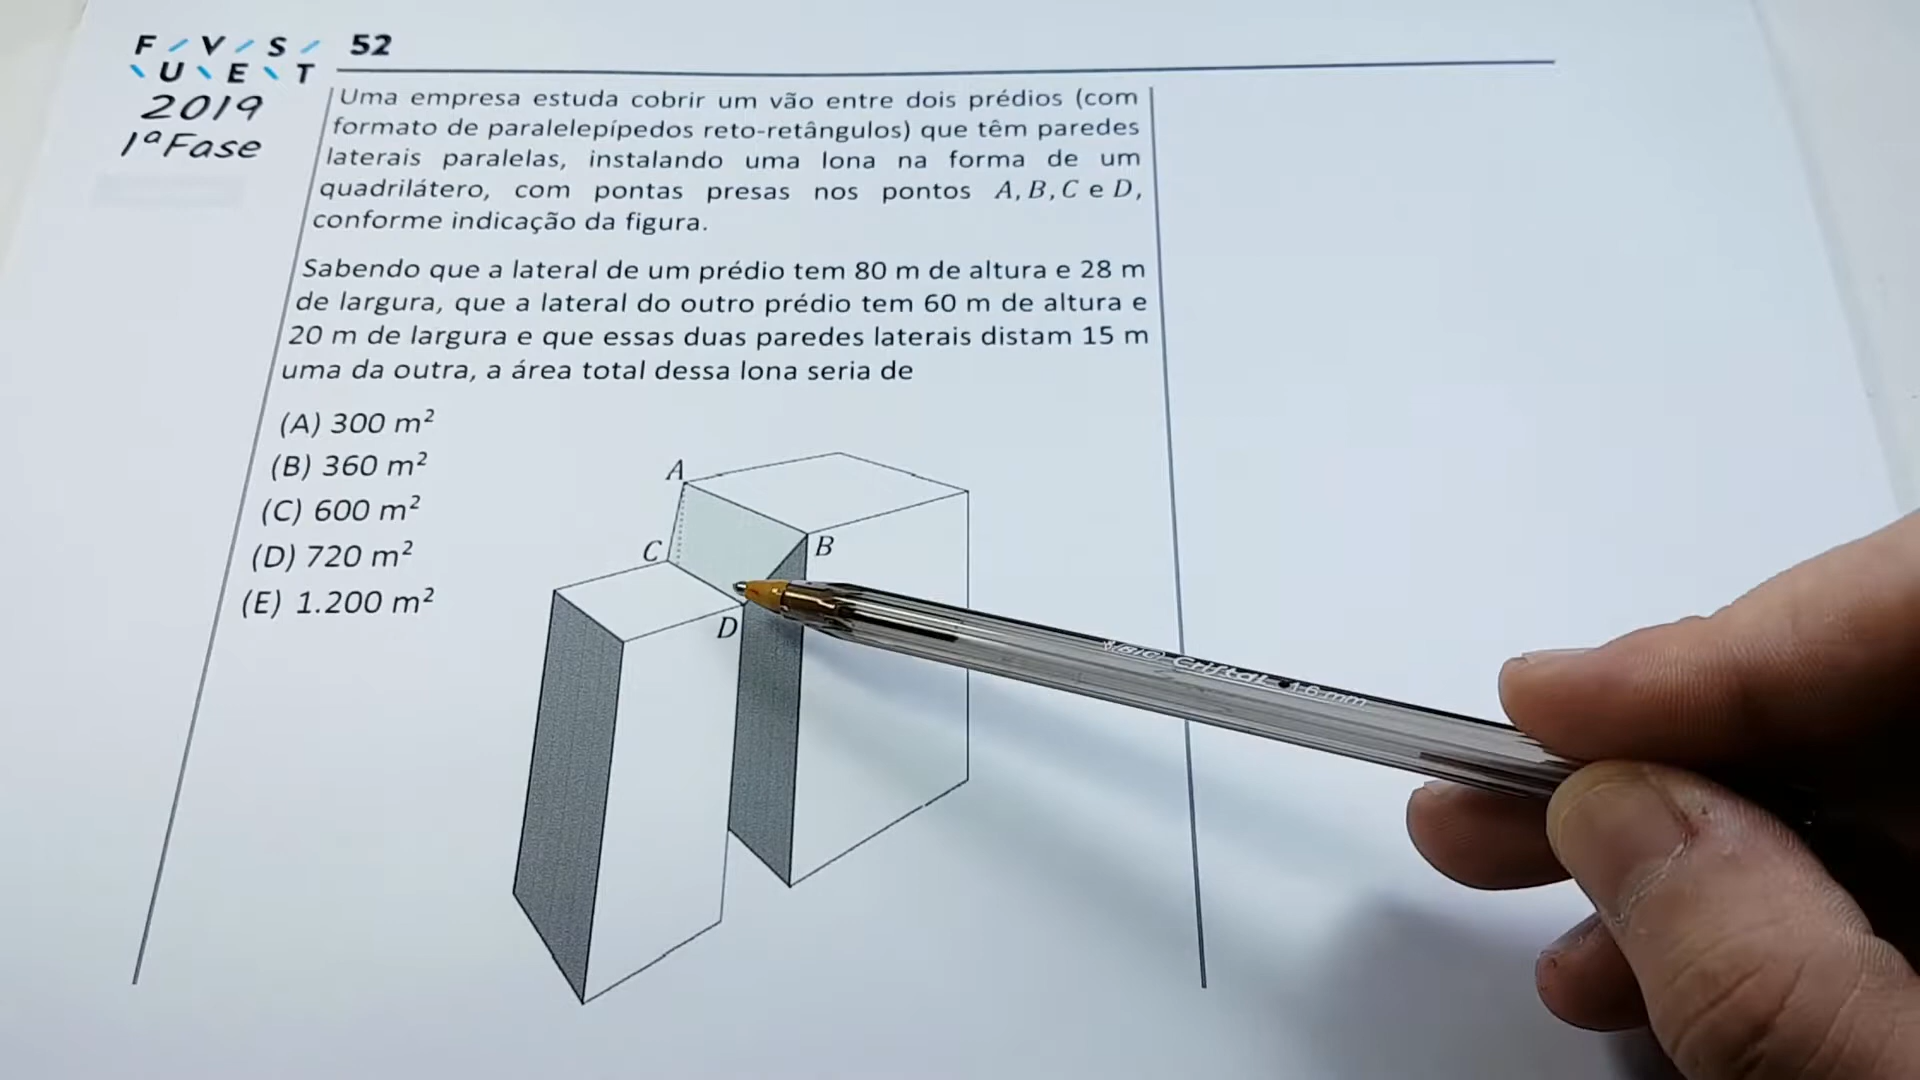 FUVEST 52
2019
1ª Fase
Uma empresa estuda cobrir um vão entre dois prédios (com
formato de paralelepípedos reto-retângulos) que têm paredes
laterais paralelas, instalando uma lona na forma de um
quadrilátero, com pontas presas nos pontos A, B, C e D,
conforme indicação da figura.
Sabendo que a lateral de um prédio tem 80 m de altura e 28 m
de largura, que a lateral do outro prédio tem 60 m de altura e
20 m de largura e que essas duas paredes laterais distam 15 m
uma da outra, a área total dessa lona seria de
(A) 300 m²
(B) 360 m²
(C) 600 m²
(D) 720 m²
(E) 1.200 m²
A
B
C
D
BIC Cristal 1.6 mm